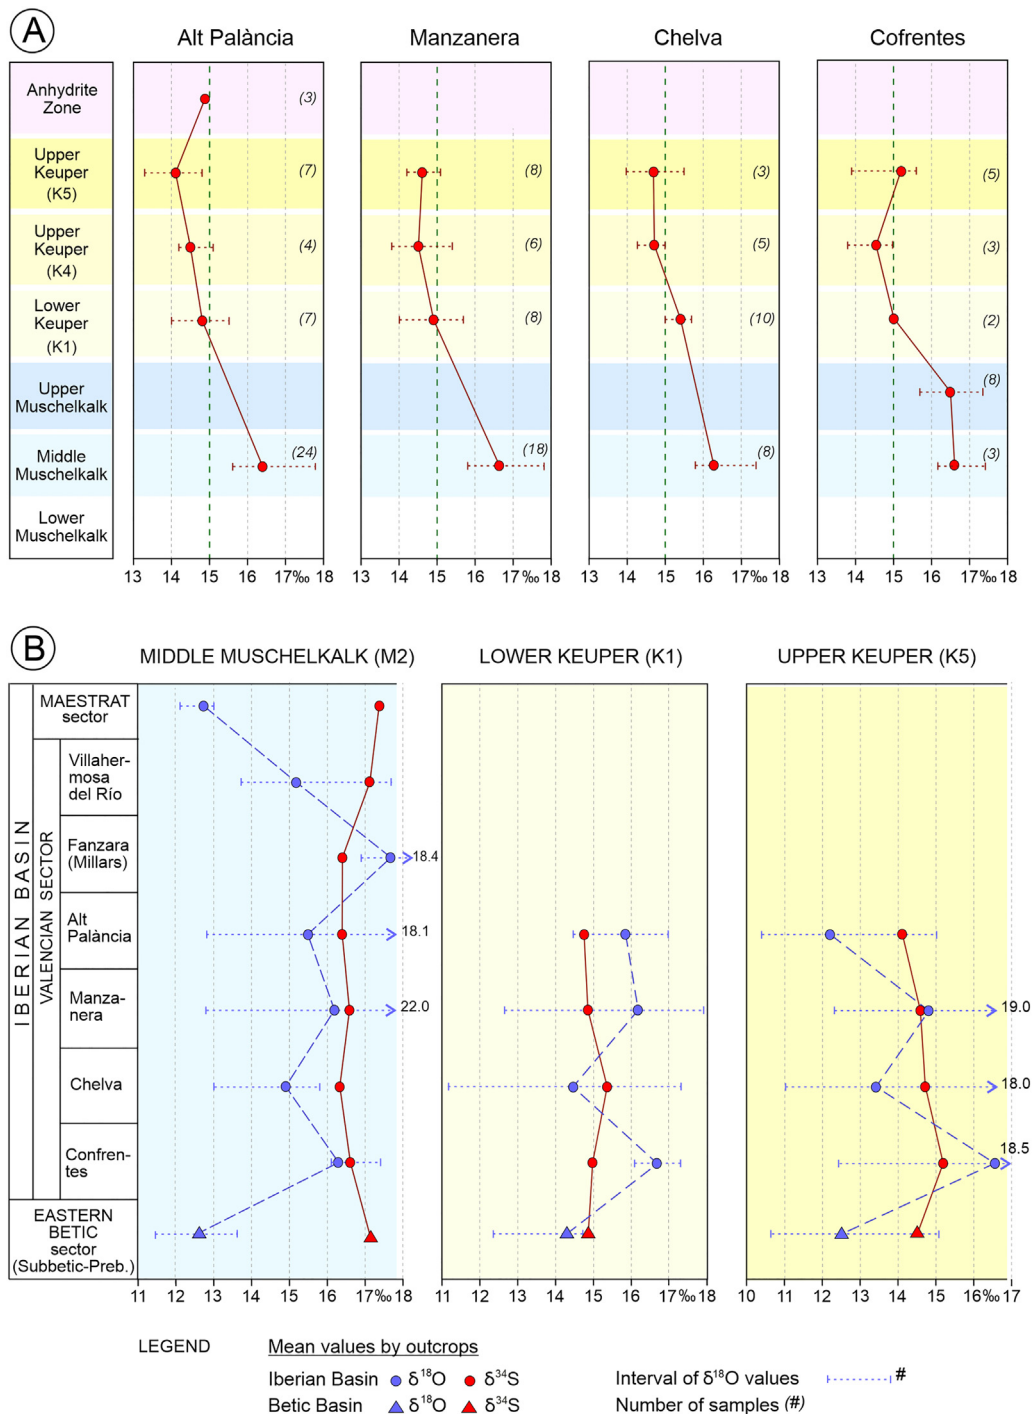 A
Alt Palància Manzanera Chelva Cofrentes
Anhydrite
Zone
(3)
Upper
Keuper
(K5)
(7) (8) (3) (5)
Upper
Keuper
(K4)
(4) (6) (5) (3)
Lower
Keuper
(K1)
(7) (8) (10) (2)
Upper
Muschelkalk
(8)
Middle
Muschelkalk
(24) (18) (8) (3)
Lower
Muschelkalk
13 14 15 16 17‰ 18 13 14 15 16 17‰ 18 13 14 15 16 17‰ 18 13 14 15 16 17‰ 18
B
MIDDLE MUSCHELKALK (M2) LOWER KEUPER (K1) UPPER KEUPER (K5)
IBERIAN BASIN
VALENCIAN SECTOR
MAESTRAT
sector
Villaher-
mosa
del Río
Fanzara
(Millars)
18.4
Alt
Palància
18.1
Manza-
nera
22.0 19.0
Chelva
18.0
Confren-
tes
18.5
EASTERN
BETIC
sector
(Subbetic-Preb.)
11 12 13 14 15 16 17‰ 18 11 12 13 14 15 16 17‰ 18 10 12 13 14 15 ‰ 16 17
LEGEND
Mean values by outcrops
Iberian Basin δ18O δ34S
Betic Basin δ18O δ34S
Interval of δ18O values #
Number of samples (#)